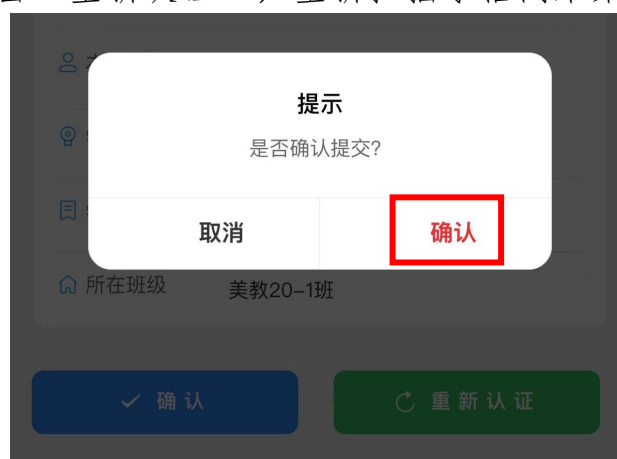 提示
是否确认提交?
取消
确认
所在班级
美教20-1班
确认
重新认证